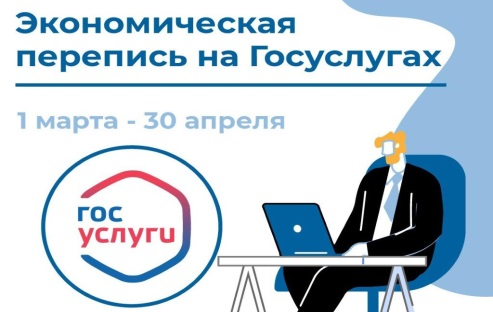 Экономическая
перепись на Госуслугах
1 марта - 30 апреля
гос
услуги